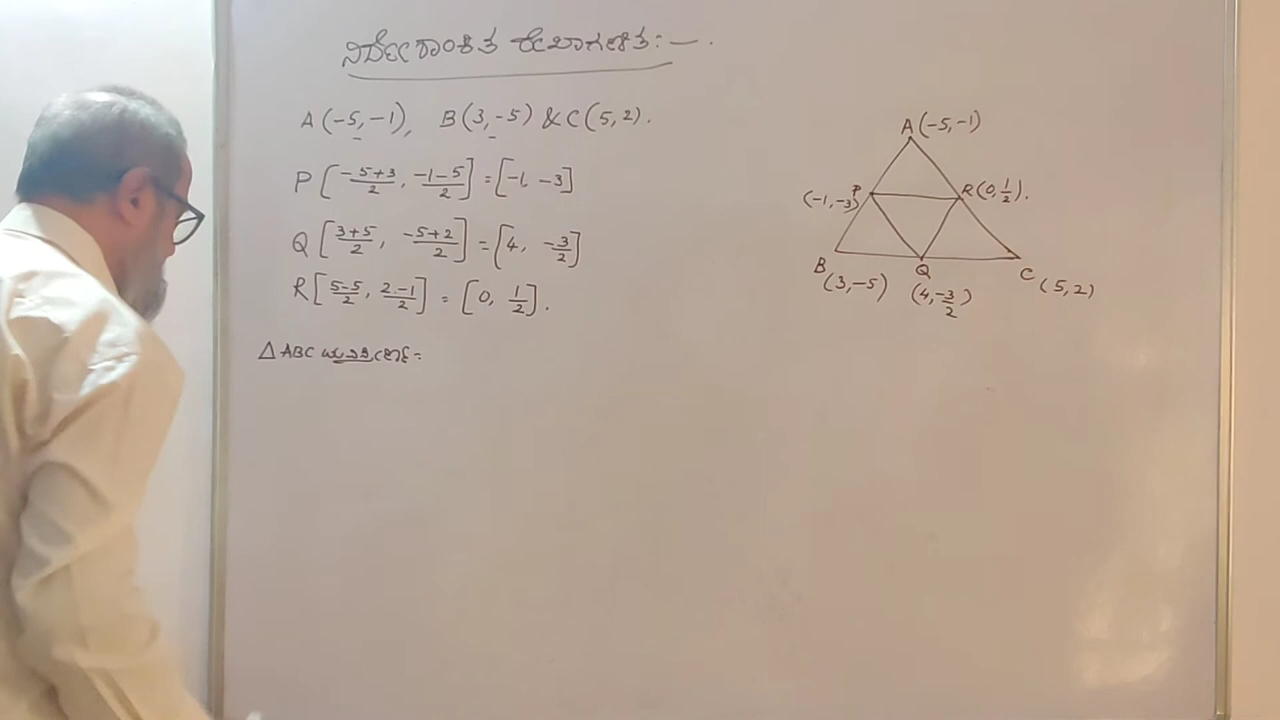 ನಿರ್ದೇಶಾಂಕಿತ ರೇಖಾಗಣಿತ :— .
A(-5,-1), B(3,-5) & C(5,2).
P[-5+3/2, -1-5/2] = [-1, -3]
Q[3+5/2, -5+2/2] = [4, -3/2]
R[5-5/2, 2-1/2] = [0, 1/2].
△ABC ಯ ವಿಸ್ತೀರ್ಣ =
A(-5,-1)
(-1,-3) P
R(0,1/2).
B(3,-5)
Q(4,-3/2)
C(5,2)